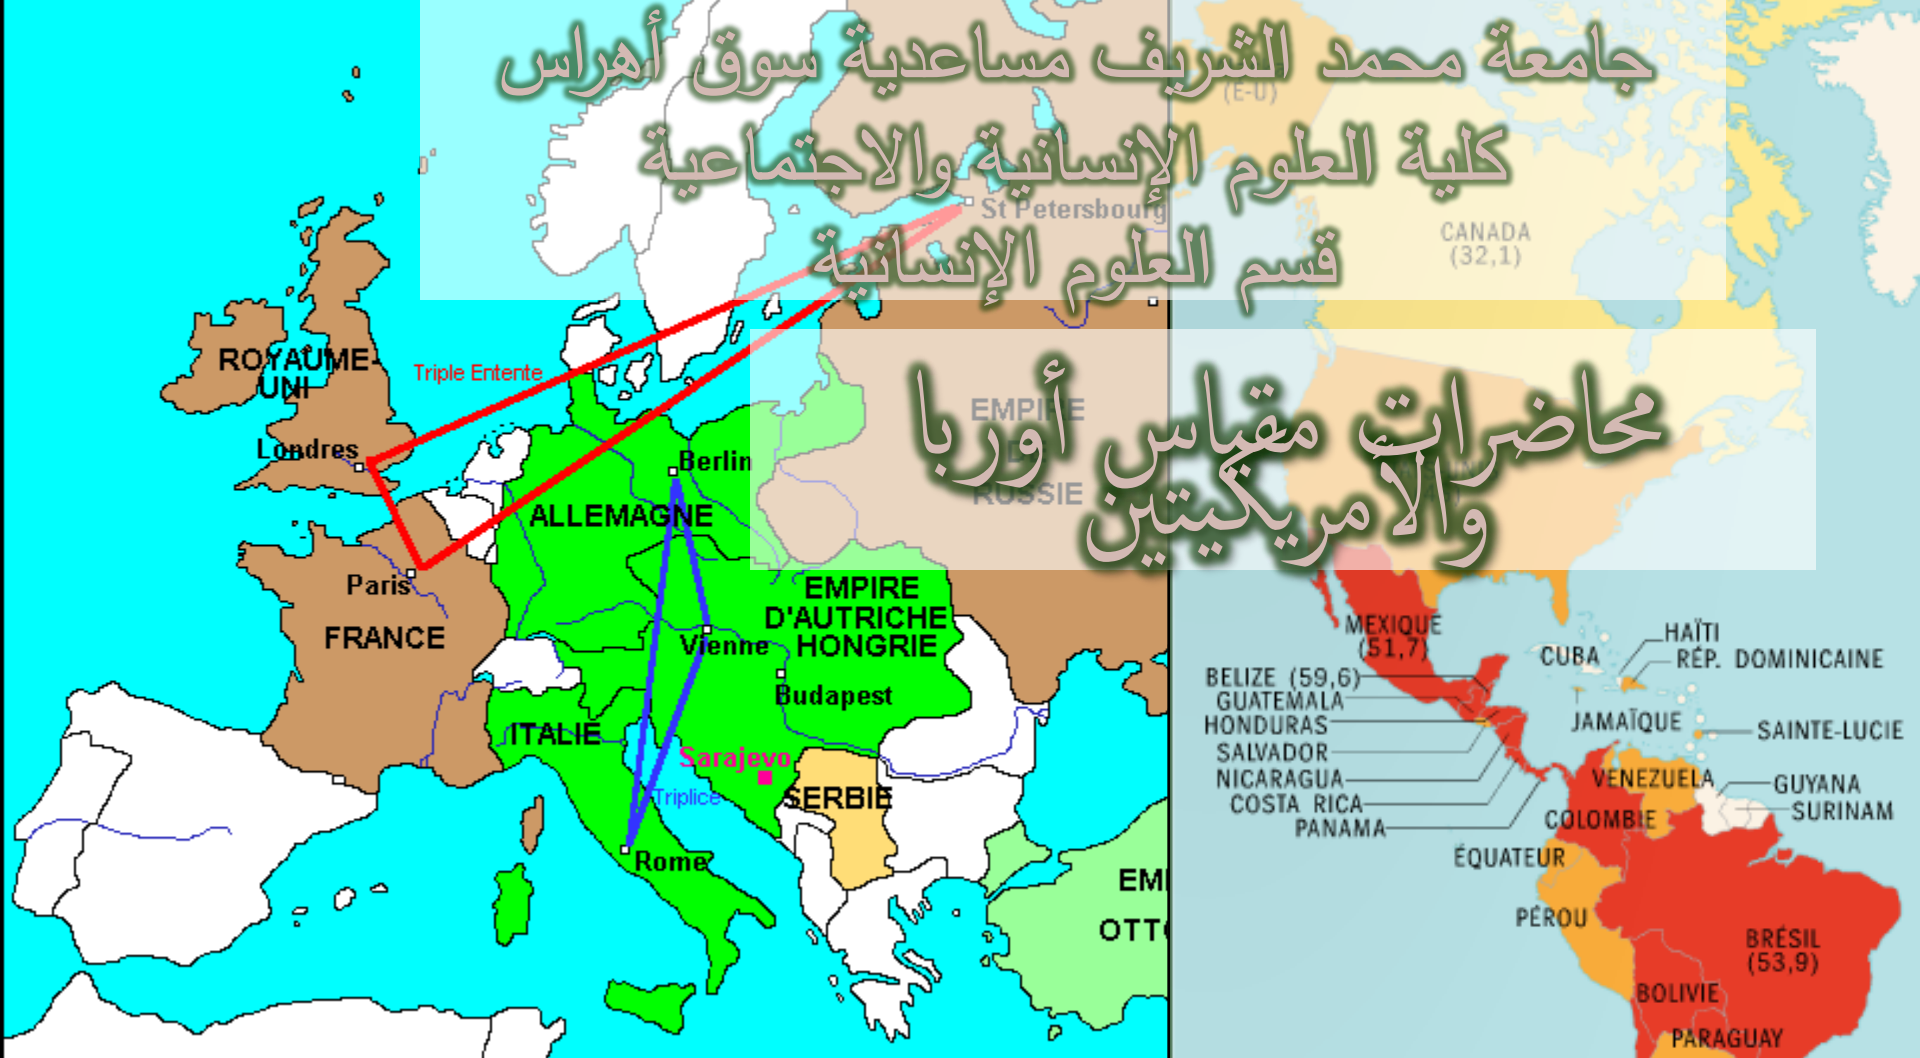 جامعة محمد الشريف مساعدية سوق أهراس
كلية العلوم الإنسانية والاجتماعية
قسم العلوم الإنسانية
محاضرات مقياس أوربا
والأمريكيتين
(E-U)
St Petersbourg
CANADA
(32,1)
ROYAUME-
UNI
Triple Entente
Londres
Berlin
EMPIRE
RUSSIE
ALLEMAGNE
Paris
FRANCE
EMPIRE
D'AUTRICHE
HONGRIE
Vienne
Budapest
ITALIE
Sarajevo
Triplice
SERBIE
Rome
EM
OTT
MEXIQUE
(51,7)
CUBA
HAÏTI
RÉP. DOMINICAINE
BELIZE (59,6)
GUATEMALA
HONDURAS
SALVADOR
NICARAGUA
COSTA RICA
PANAMA
JAMAÏQUE
SAINTE-LUCIE
VENEZUELA
GUYANA
SURINAM
COLOMBIE
ÉQUATEUR
PÉROU
BRÉSIL
(53,9)
BOLIVIE
PARAGUAY